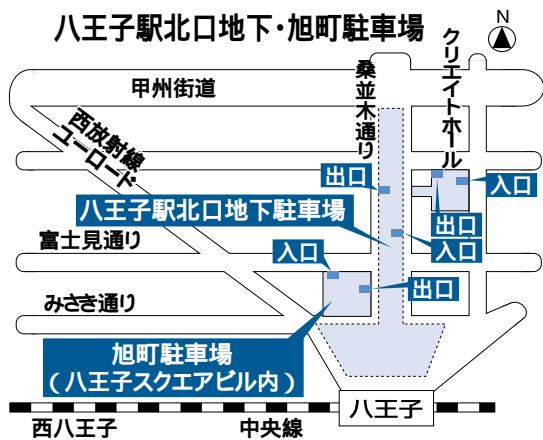 八王子駅北口地下・旭町駐車場
N
クリエイトホール
桑並木通り
甲州街道
西放射線
ユーロード
出口
入口
八王子駅北口地下駐車場
出口
入口
富士見通り
入口
出口
みさき通り
旭町駐車場
(八王子スクエアビル内)
八王子
西八王子
中央線